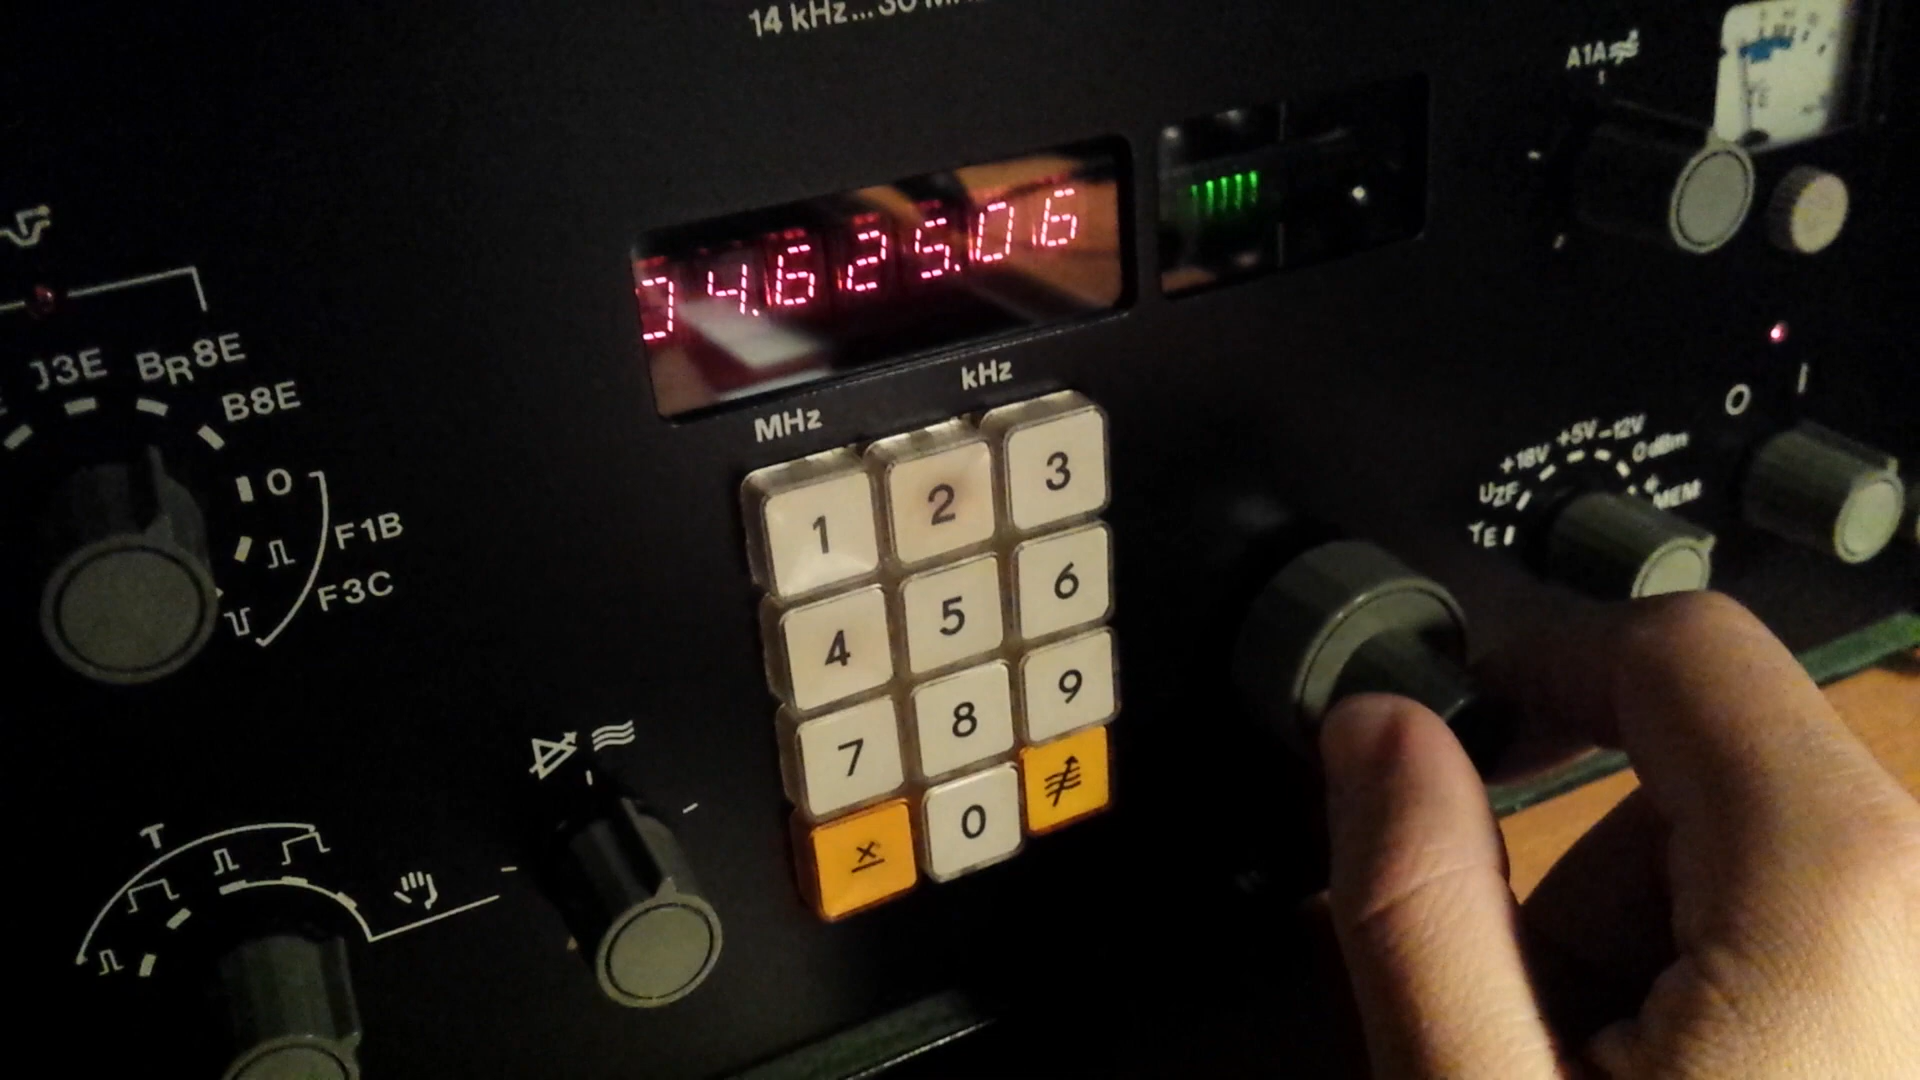 14 kHz...30 MHz
A1A
04.625.06
J3E
BR8E
B8E
O
F1B
F3C
MHz
kHz
1 2 3
4 5 6
7 8 9
x 0
T
TE
UZF
+18V
+5V
-12V
0dBm
MEM
O I